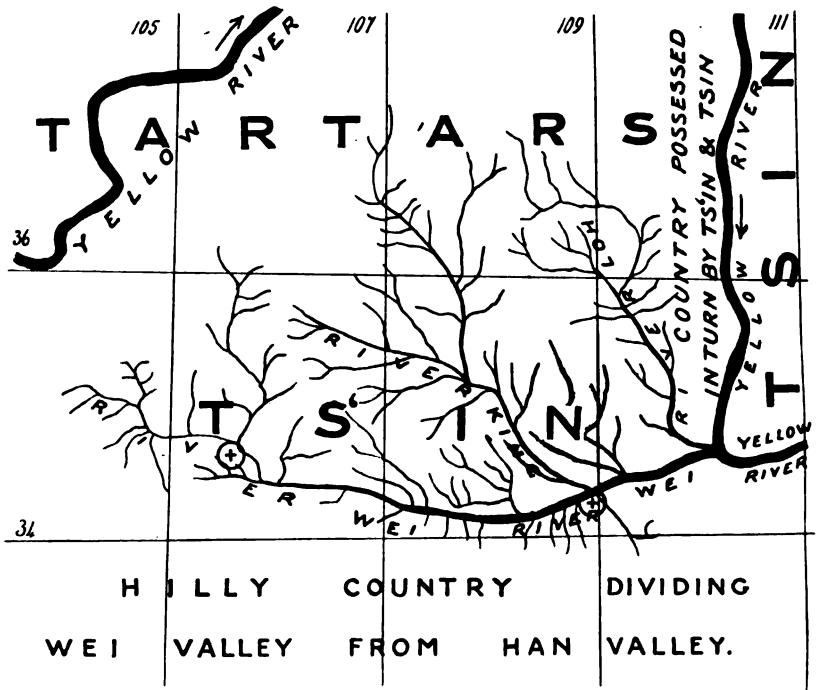 105 107 109 111
YELLOW RIVER
TARTARS
COUNTRY POSSESSED
IN TURN BY TS'IN & TSIN
YELLOW RIVER
TSIN
36
LOH RIVER
RIVER KING
TS'IN
RIVER
WEI RIVER
WEI
YELLOW
RIVER
34
HILLY COUNTRY DIVIDING
WEI VALLEY FROM HAN VALLEY.